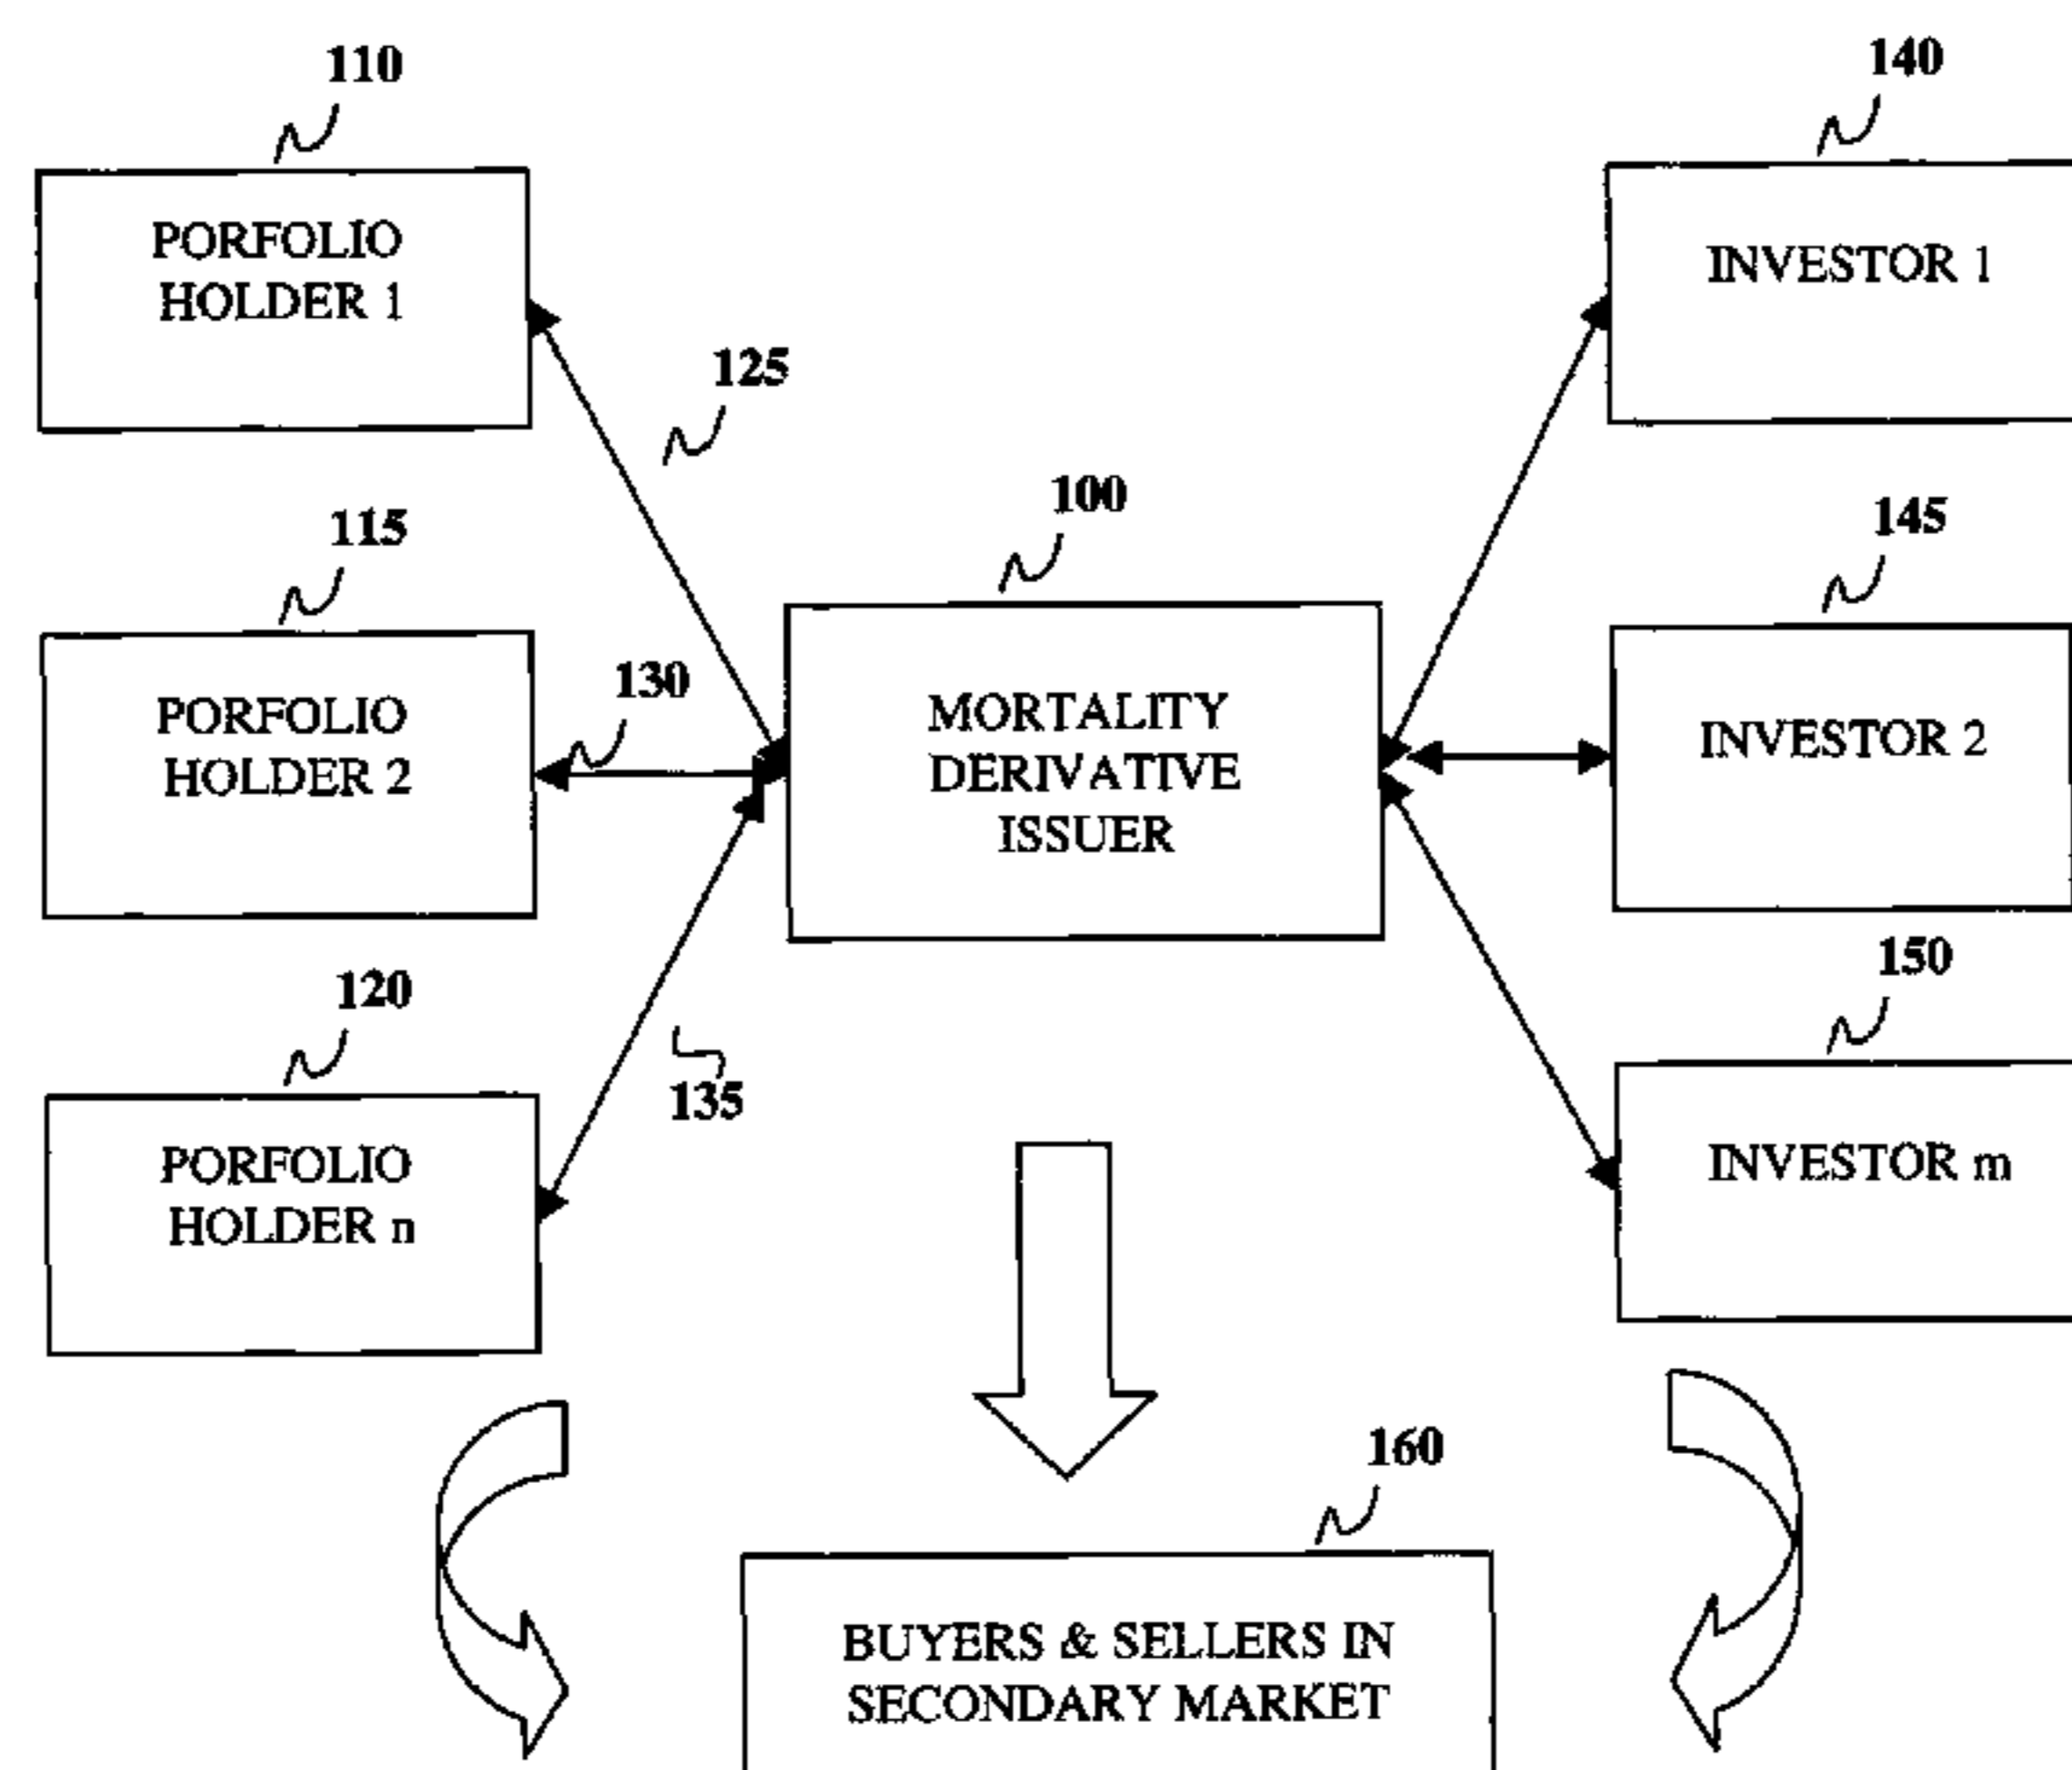 110
PORFOLIO
HOLDER 1
125
115
PORFOLIO
HOLDER 2
130
120
PORFOLIO
HOLDER n
135
100
MORTALITY
DERIVATIVE
ISSUER
140
INVESTOR 1
145
INVESTOR 2
150
INVESTOR m
160
BUYERS & SELLERS IN
SECONDARY MARKET